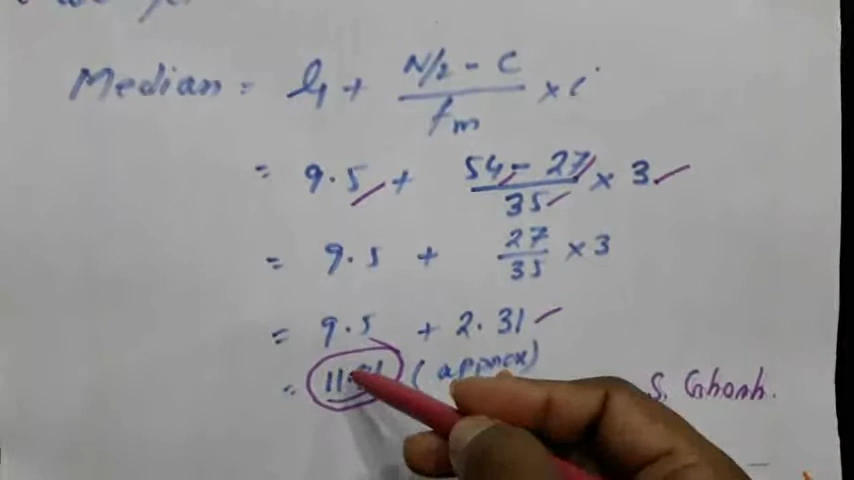 Median = l₁ + N/2 - C / fm × i
= 9.5 + 54 - 27 / 35 × 3
= 9.5 + 27 / 35 × 3
= 9.5 + 2.31
= (approx)
S. Ghosh.